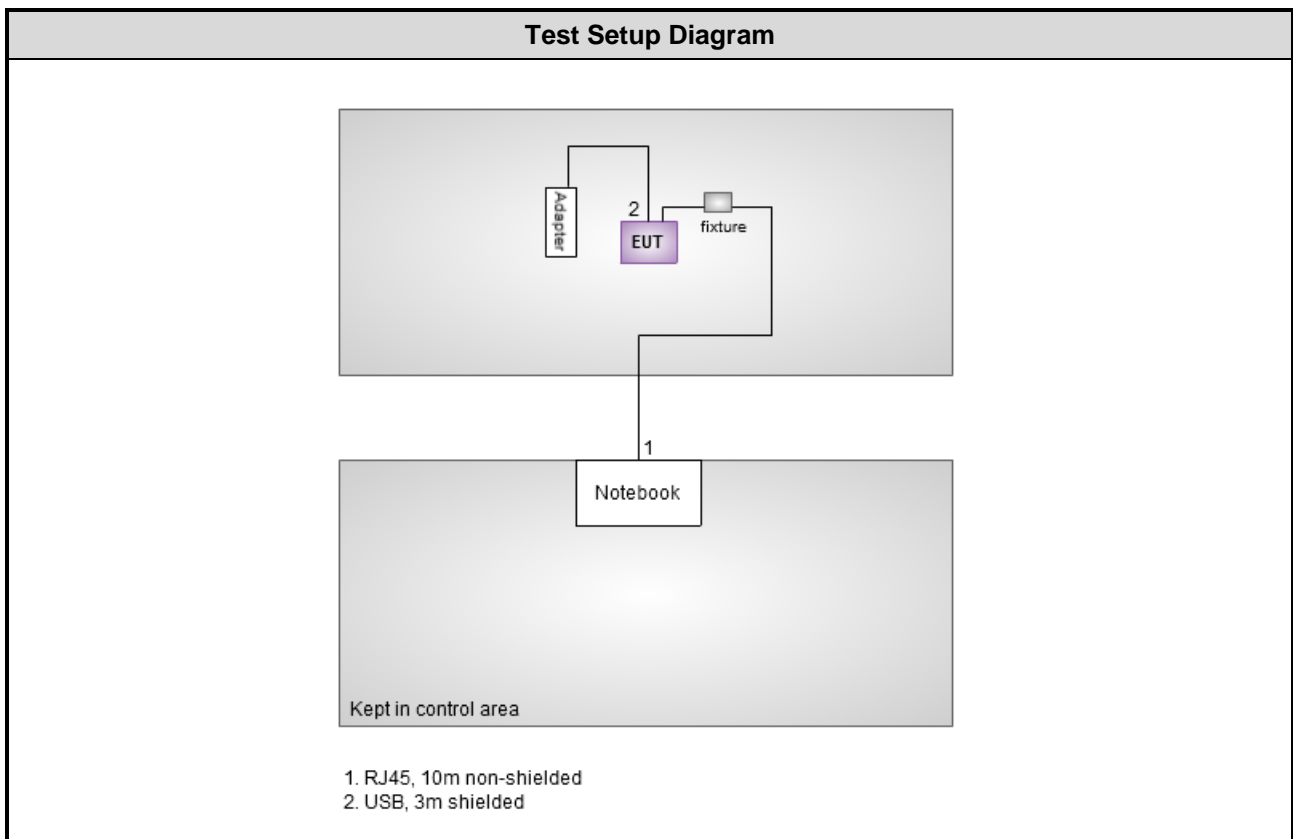 Test Setup Diagram
Adapter
2
EUT
fixture
1
Notebook
Kept in control area
1. RJ45, 10m non-shielded
2. USB, 3m shielded